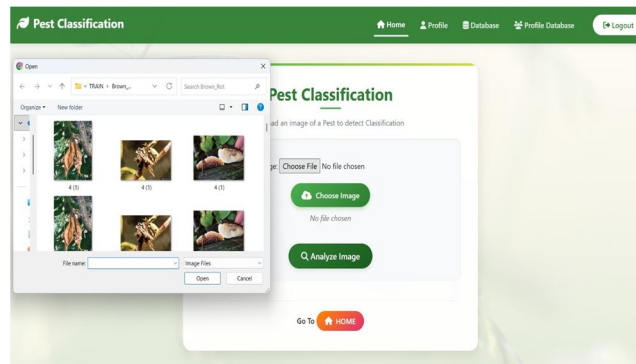 Pest Classification
Home
Profile
Database
Profile Database
Logout
Open
TRAIN › Brown_...
Search Brown_Rot
Organize
New folder
4 (1)
4 (1)
4 (1)
File name:
Image Files
Open
Cancel
Pest Classification
ad an image of a Pest to detect Classification
ge: Choose File No file chosen
Choose Image
No file chosen
Analyze Image
Go To HOME